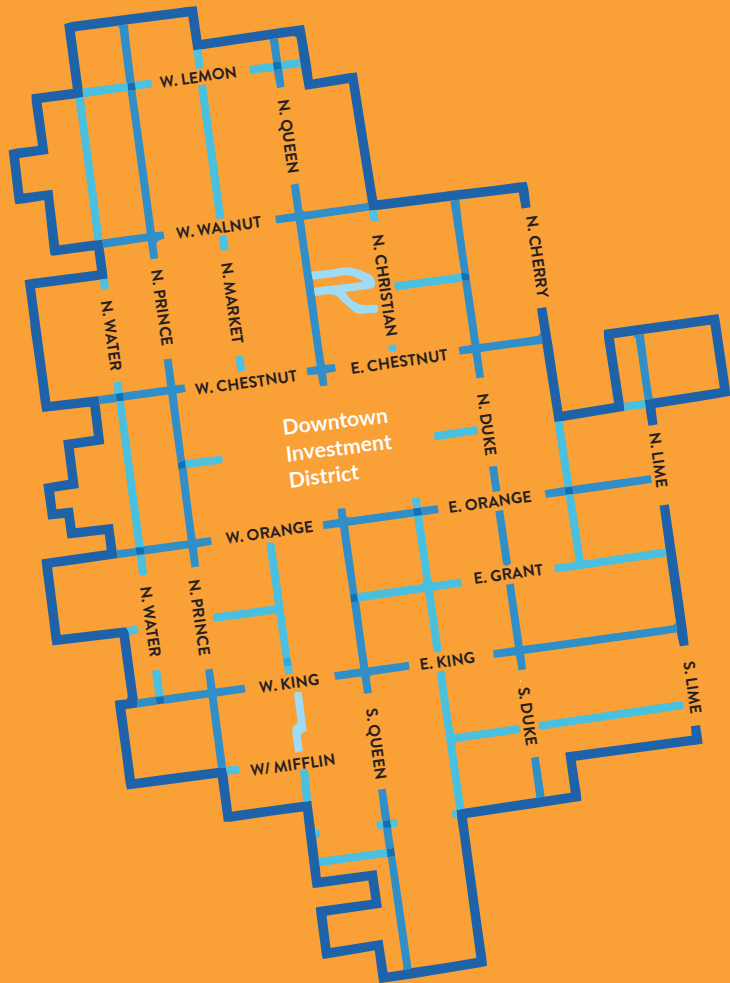 W. LEMON
N. QUEEN
W. WALNUT
N. CHERRY
N. CHRISTIAN
N. MARKET
N. PRINCE
N. WATER
E. CHESTNUT
W. CHESTNUT
Downtown
Investment
District
N. DUKE
N. LIME
E. ORANGE
W. ORANGE
E. GRANT
N. WATER
N. PRINCE
E. KING
W. KING
S. LIME
S. DUKE
S. QUEEN
W/ MIFFLIN